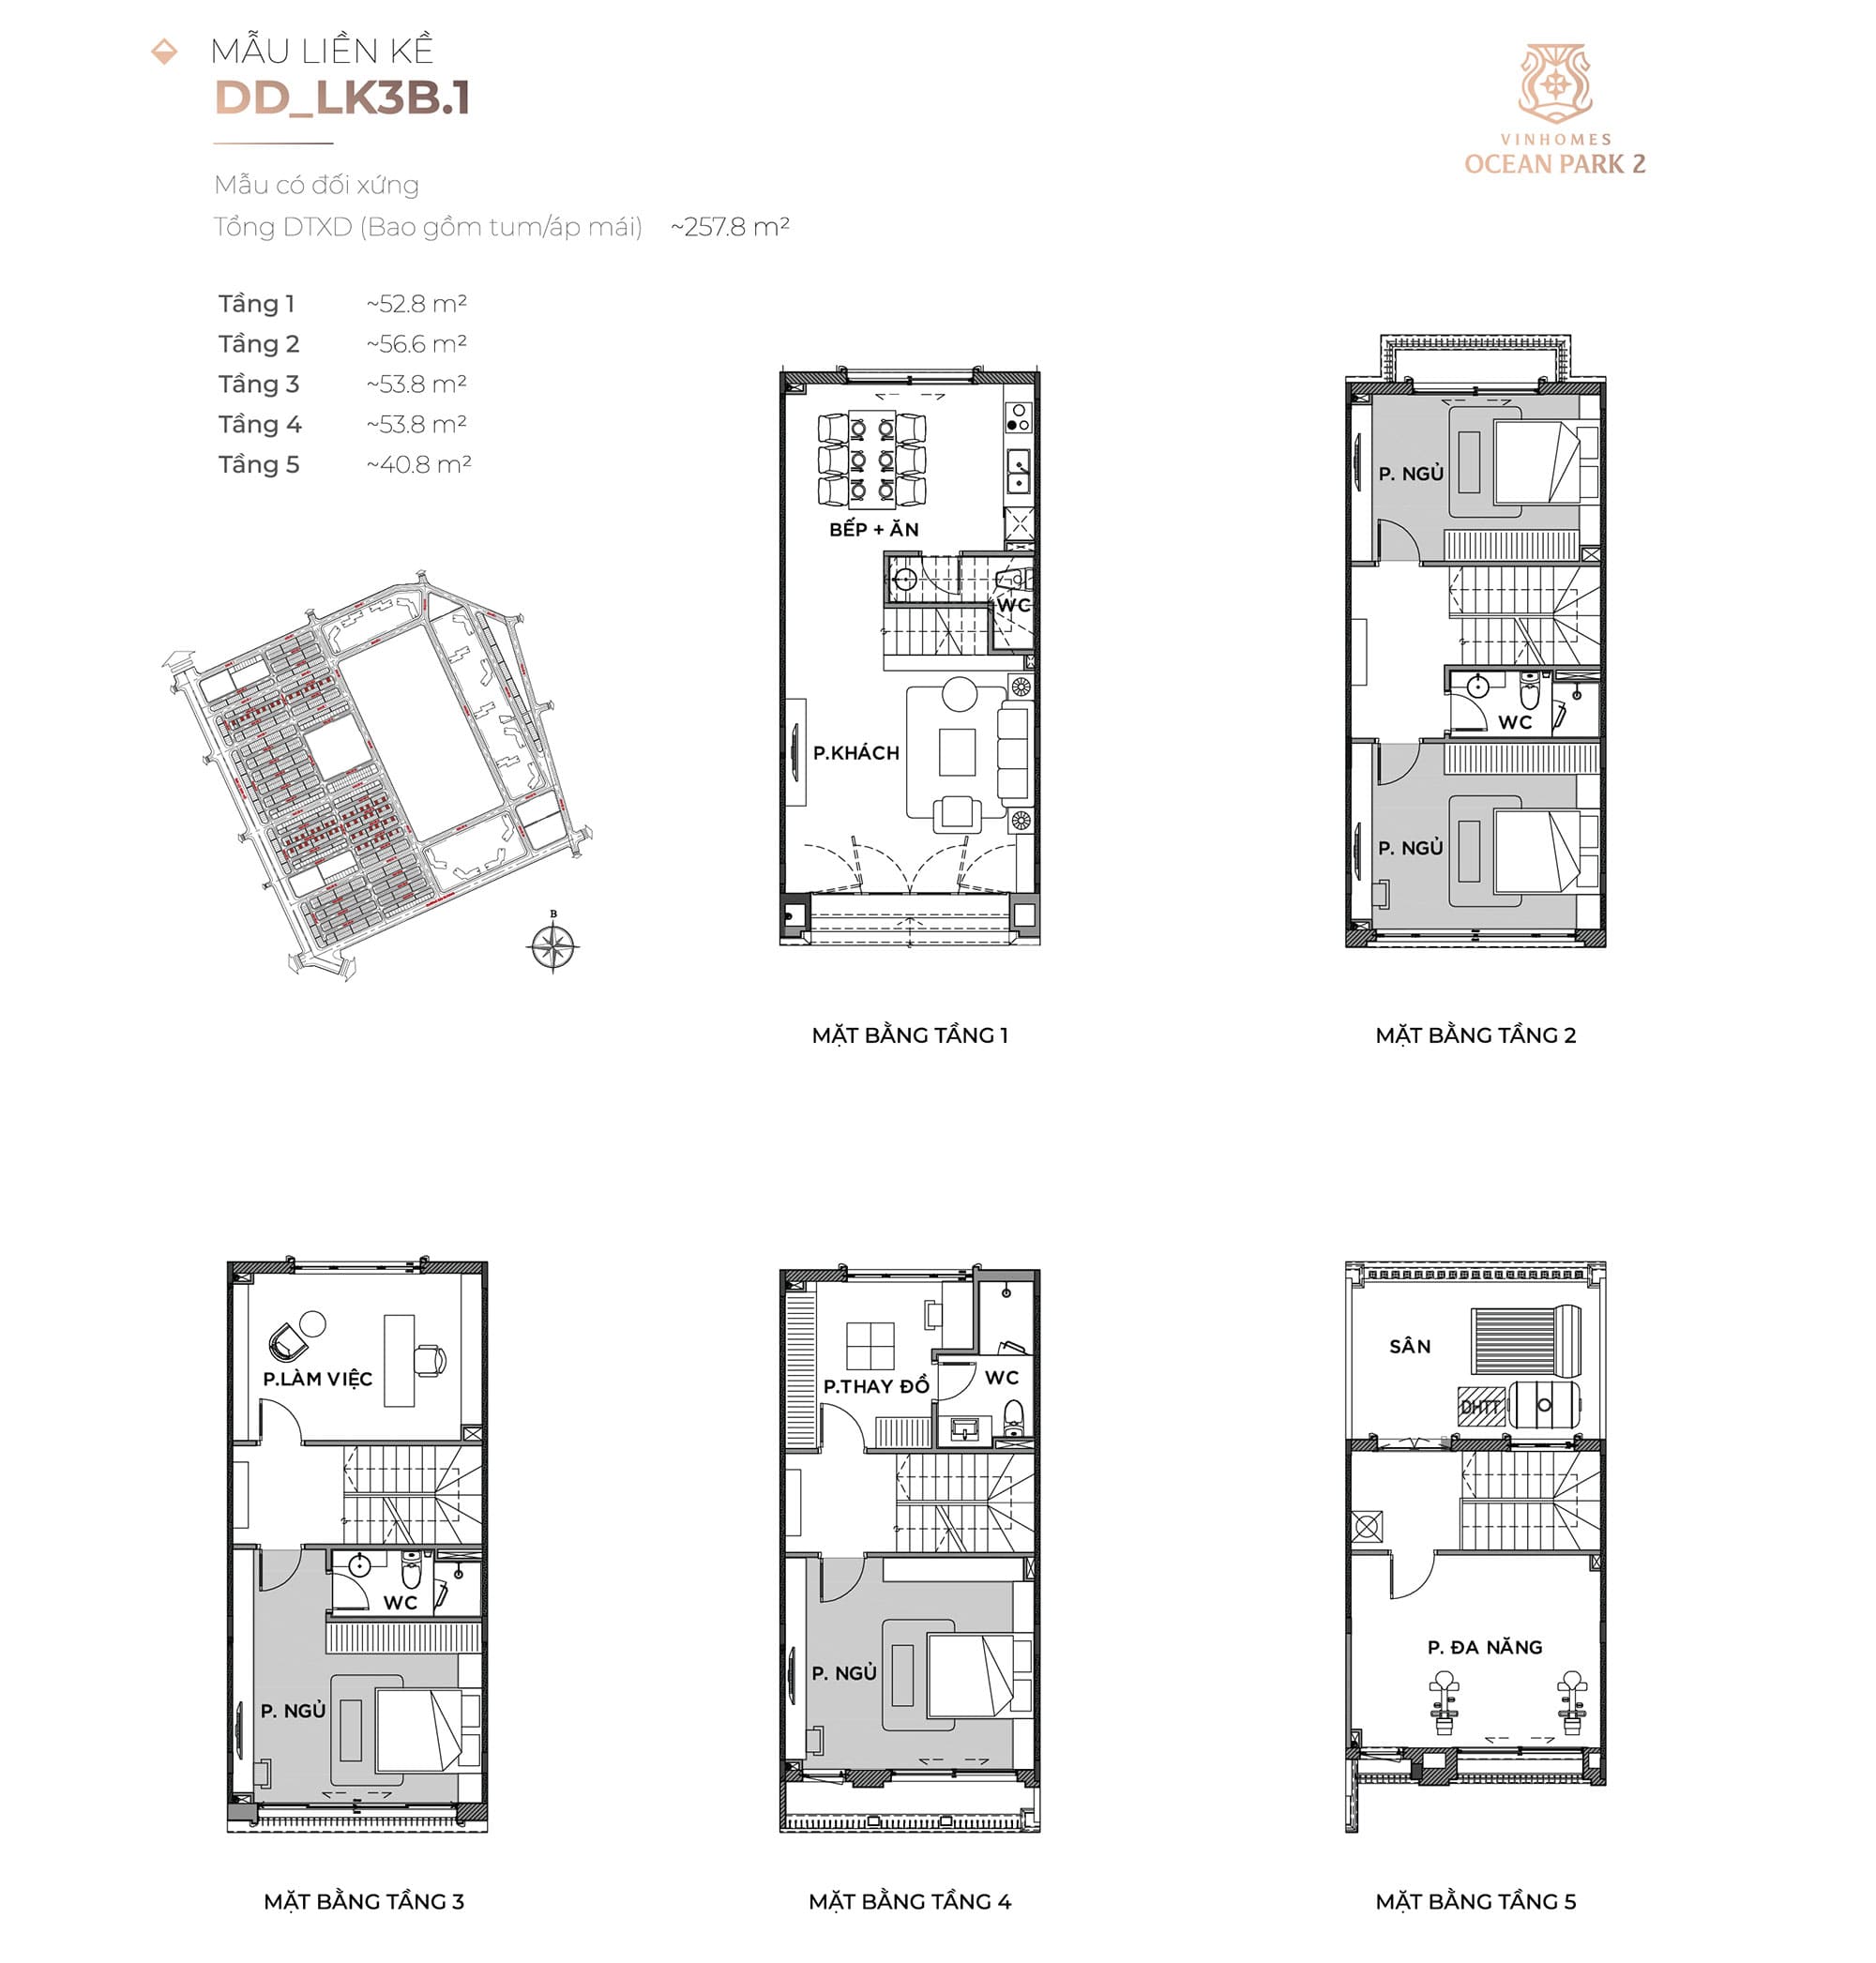 MẪU LIỀN KỀ
DD_LK3B.1
Mẫu có đối xứng
Tổng DTXD (Bao gồm tum/áp mái) ~257.8 m²
VINHOMES
OCEAN PARK 2
Tầng 1 ~52.8 m²
Tầng 2 ~56.6 m²
Tầng 3 ~53.8 m²
Tầng 4 ~53.8 m²
Tầng 5 ~40.8 m²
B
BẾP + ĂN
WC
P.KHÁCH
MẶT BẰNG TẦNG 1
P. NGỦ
WC
P. NGỦ
MẶT BẰNG TẦNG 2
P.LÀM VIỆC
WC
P. NGỦ
MẶT BẰNG TẦNG 3
P.THAY ĐỒ
WC
P. NGỦ
MẶT BẰNG TẦNG 4
SÂN
DHTT
P. ĐA NĂNG
MẶT BẰNG TẦNG 5